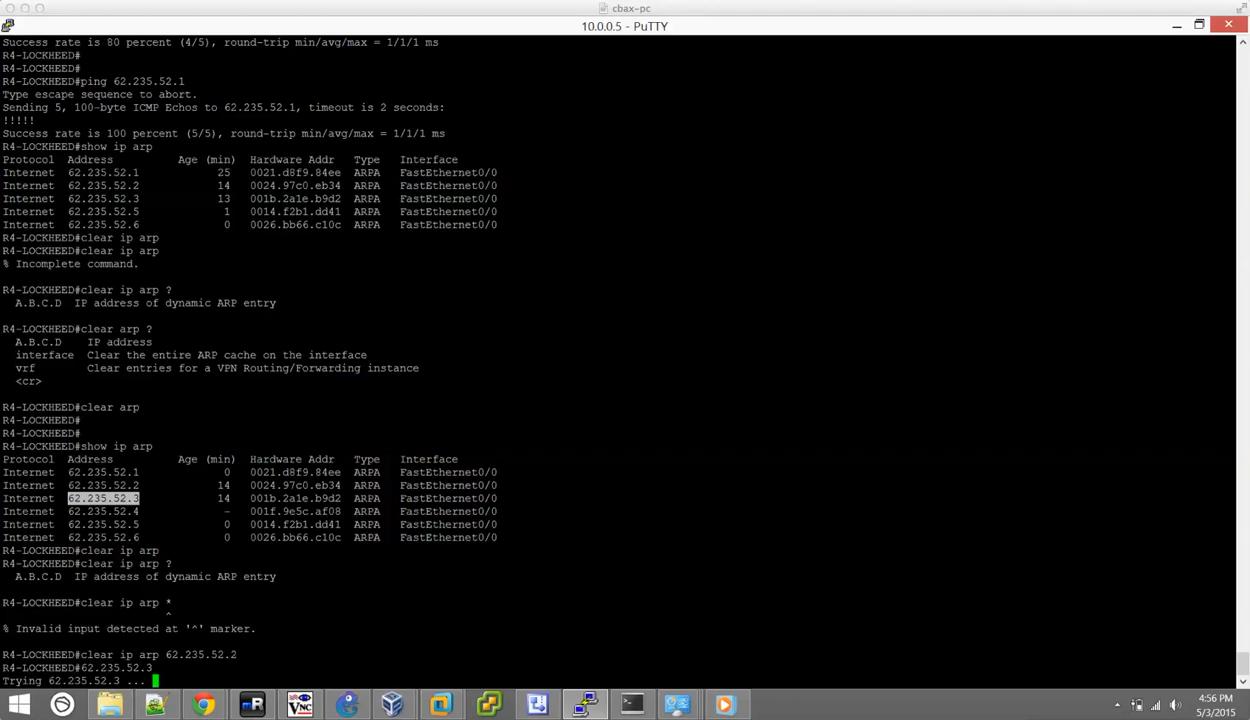 cbax-pc
10.0.0.5 - PuTTY
Success rate is 80 percent (4/5), round-trip min/avg/max = 1/1/1 ms
R4-LOCKHEED#
R4-LOCKHEED#
R4-LOCKHEED#ping 62.235.52.1
Type escape sequence to abort.
Sending 5, 100-byte ICMP Echos to 62.235.52.1, timeout is 2 seconds:
!!!!!
Success rate is 100 percent (5/5), round-trip min/avg/max = 1/1/1 ms
R4-LOCKHEED#show ip arp
Protocol  Address          Age (min)  Hardware Addr   Type   Interface
Internet  62.235.52.1            25   0021.d8f9.84ee  ARPA   FastEthernet0/0
Internet  62.235.52.2            14   0024.97c0.eb34  ARPA   FastEthernet0/0
Internet  62.235.52.3            13   001b.2a1e.b9d2  ARPA   FastEthernet0/0
Internet  62.235.52.5             1   0014.f2b1.dd41  ARPA   FastEthernet0/0
Internet  62.235.52.6             0   0026.bb66.c10c  ARPA   FastEthernet0/0
R4-LOCKHEED#clear ip arp
R4-LOCKHEED#clear ip arp
% Incomplete command.
R4-LOCKHEED#clear ip arp ?
  A.B.C.D  IP address of dynamic ARP entry
R4-LOCKHEED#clear arp ?
  A.B.C.D    IP address
  interface  Clear the entire ARP cache on the interface
  vrf        Clear entries for a VPN Routing/Forwarding instance
  <cr>
R4-LOCKHEED#clear arp
R4-LOCKHEED#
R4-LOCKHEED#
R4-LOCKHEED#show ip arp
Protocol  Address          Age (min)  Hardware Addr   Type   Interface
Internet  62.235.52.1             0   0021.d8f9.84ee  ARPA   FastEthernet0/0
Internet  62.235.52.2            14   0024.97c0.eb34  ARPA   FastEthernet0/0
Internet  62.235.52.3            14   001b.2a1e.b9d2  ARPA   FastEthernet0/0
Internet  62.235.52.4             -   001f.9e5c.af08  ARPA   FastEthernet0/0
Internet  62.235.52.5             0   0014.f2b1.dd41  ARPA   FastEthernet0/0
Internet  62.235.52.6             0   0026.bb66.c10c  ARPA   FastEthernet0/0
R4-LOCKHEED#clear ip arp
R4-LOCKHEED#clear ip arp ?
  A.B.C.D  IP address of dynamic ARP entry
R4-LOCKHEED#clear ip arp *
                         ^
% Invalid input detected at '^' marker.
R4-LOCKHEED#clear ip arp 62.235.52.2
R4-LOCKHEED#62.235.52.3
Trying 62.235.52.3 ...
mR
VNC
4:56 PM
5/3/2015